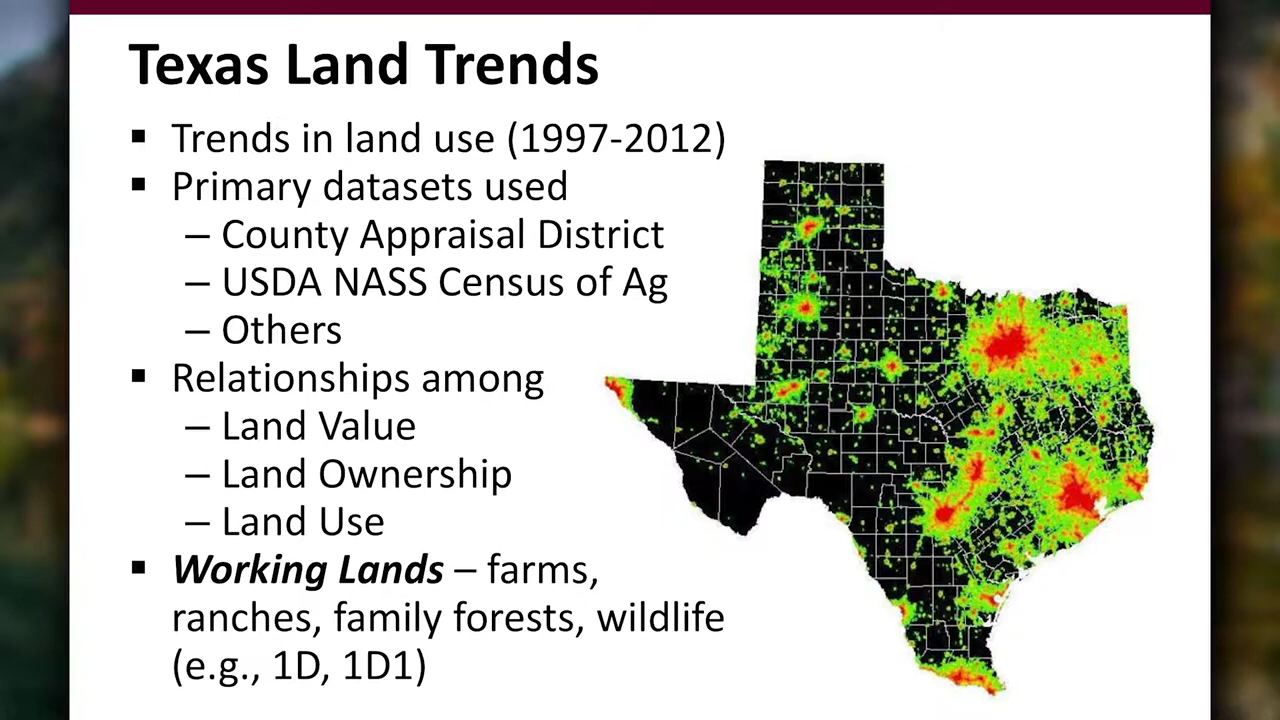 Texas Land Trends
▪ Trends in land use (1997-2012)
▪ Primary datasets used
– County Appraisal District
– USDA NASS Census of Ag
– Others
▪ Relationships among
– Land Value
– Land Ownership
– Land Use
▪ Working Lands – farms,
ranches, family forests, wildlife
(e.g., 1D, 1D1)